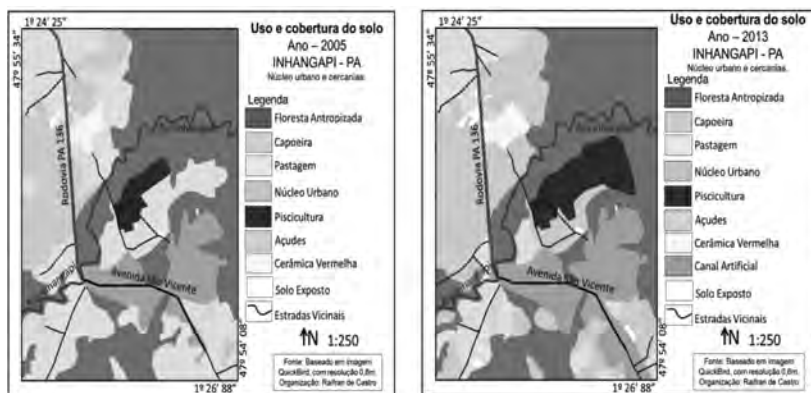 1º 24' 25"
47º 55' 34"
Uso e cobertura do solo
Ano – 2005
INHANGAPI - PA
Núcleo urbano e cercanias.
Legenda
Floresta Antropizada
Capoeira
Pastagem
Núcleo Urbano
Piscicultura
Açudes
Cerâmica Vermelha
Solo Exposto
Estradas Vicinais
Rodovia PA 136
Avenida São Vicente
N 1:250
47º 54' 08"
1º 26' 88"
Fonte: Baseado em imagem
QuickBird, com resolução 0,6m.
Organização: Raifran de Castro
1º 24' 25"
47º 55' 34"
Uso e cobertura do solo
Ano – 2013
INHANGAPI - PA
Núcleo urbano e cercanias.
Legenda
Floresta Antropizada
Capoeira
Pastagem
Núcleo Urbano
Piscicultura
Açudes
Cerâmica Vermelha
Canal Artificial
Solo Exposto
Estradas Vicinais
Rodovia PA 136
Avenida São Vicente
N 1:250
47º 54' 08"
1º 26' 88"
Fonte: Baseado em imagem
QuickBird, com resolução 0,6m.
Organização: Raifran de Castro